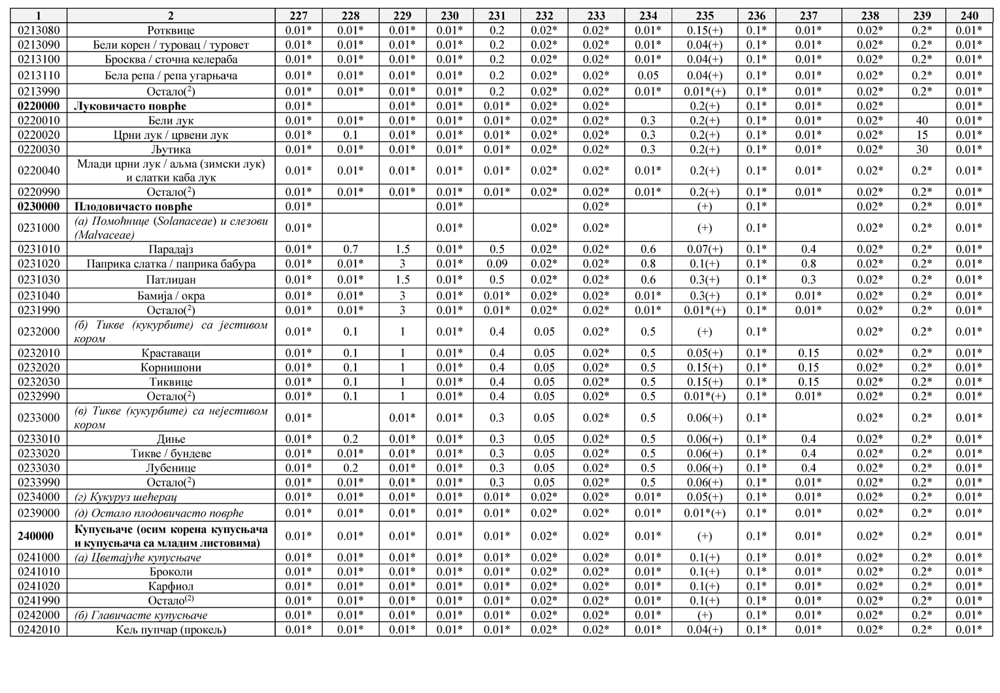 1 2 227 228 229 230 231 232 233 234 235 236 237 238 239 240
0213080 Ротквице 0.01* 0.01* 0.01* 0.01* 0.2 0.02* 0.02* 0.01* 0.15(+) 0.1* 0.01* 0.02* 0.2* 0.01*
0213090 Бели корен / туровац / туровет 0.01* 0.01* 0.01* 0.01* 0.2 0.02* 0.02* 0.01* 0.04(+) 0.1* 0.01* 0.02* 0.2* 0.01*
0213100 Бросква / сточна келераба 0.01* 0.01* 0.01* 0.01* 0.2 0.02* 0.02* 0.01* 0.04(+) 0.1* 0.01* 0.02* 0.2* 0.01*
0213110 Бела репа / репа угарњача 0.01* 0.01* 0.01* 0.01* 0.2 0.02* 0.02* 0.05 0.04(+) 0.1* 0.01* 0.02* 0.2* 0.01*
0213990 Остало(2) 0.01* 0.01* 0.01* 0.01* 0.2 0.02* 0.02* 0.01* 0.01*(+) 0.1* 0.01* 0.02* 0.2* 0.01*
0220000 Луковичасто поврће 0.01* 0.01* 0.01* 0.01* 0.02* 0.02* 0.2(+) 0.1* 0.01* 0.02* 0.01*
0220010 Бели лук 0.01* 0.01* 0.01* 0.01* 0.01* 0.02* 0.02* 0.3 0.2(+) 0.1* 0.01* 0.02* 40 0.01*
0220020 Црни лук / црвени лук 0.01* 0.1 0.01* 0.01* 0.01* 0.02* 0.02* 0.3 0.2(+) 0.1* 0.01* 0.02* 15 0.01*
0220030 Љутика 0.01* 0.01* 0.01* 0.01* 0.01* 0.02* 0.02* 0.3 0.2(+) 0.1* 0.01* 0.02* 30 0.01*
Млади црни лук / аљма (зимски лук)
0220040 и слатки каба лук 0.01* 0.01* 0.01* 0.01* 0.01* 0.02* 0.02* 0.01* 0.2(+) 0.1* 0.01* 0.02* 0.2* 0.01*
0220990 Остало(2) 0.01* 0.01* 0.01* 0.01* 0.01* 0.02* 0.02* 0.01* 0.2(+) 0.1* 0.01* 0.02* 0.2* 0.01*
0230000 Плодовичасто поврће 0.01* 0.01* 0.02* (+) 0.1* 0.02* 0.2* 0.01*
(а) Помоћнице (Solanaceae) и слезови
0231000 (Malvaceae) 0.01* 0.01* 0.02* 0.02* (+) 0.1* 0.02* 0.2* 0.01*
0231010 Парадајз 0.01* 0.7 1.5 0.01* 0.5 0.02* 0.02* 0.6 0.07(+) 0.1* 0.4 0.02* 0.2* 0.01*
0231020 Паприка слатка / паприка бабура 0.01* 0.01* 3 0.01* 0.09 0.02* 0.02* 0.8 0.1(+) 0.1* 0.8 0.02* 0.2* 0.01*
0231030 Патлиџан 0.01* 0.01* 1.5 0.01* 0.5 0.02* 0.02* 0.6 0.3(+) 0.1* 0.3 0.02* 0.2* 0.01*
0231040 Бамија / окра 0.01* 0.01* 3 0.01* 0.01* 0.02* 0.02* 0.01* 0.3(+) 0.1* 0.01* 0.02* 0.2* 0.01*
0231990 Остало(2) 0.01* 0.01* 3 0.01* 0.01* 0.02* 0.02* 0.01* 0.01*(+) 0.1* 0.01* 0.02* 0.2* 0.01*
(б) Тикве (кукурбите) са јестивом
0232000 кором 0.01* 0.1 1 0.01* 0.4 0.05 0.02* 0.5 (+) 0.1* 0.02* 0.2* 0.01*
0232010 Краставаци 0.01* 0.1 1 0.01* 0.4 0.05 0.02* 0.5 0.05(+) 0.1* 0.15 0.02* 0.2* 0.01*
0232020 Корнишони 0.01* 0.1 1 0.01* 0.4 0.05 0.02* 0.5 0.15(+) 0.1* 0.15 0.02* 0.2* 0.01*
0232030 Тиквице 0.01* 0.1 1 0.01* 0.4 0.05 0.02* 0.5 0.15(+) 0.1* 0.15 0.02* 0.2* 0.01*
0232990 Остало(2) 0.01* 0.1 1 0.01* 0.4 0.05 0.02* 0.5 0.01*(+) 0.1* 0.01* 0.02* 0.2* 0.01*
(в) Тикве (кукурбите) са нејестивом
0233000 кором 0.01* 0.01* 0.01* 0.3 0.05 0.02* 0.5 0.06(+) 0.1* 0.02* 0.2* 0.01*
0233010 Диње 0.01* 0.2 0.01* 0.01* 0.3 0.05 0.02* 0.5 0.06(+) 0.1* 0.4 0.02* 0.2* 0.01*
0233020 Тикве / бундеве 0.01* 0.01* 0.01* 0.01* 0.3 0.05 0.02* 0.5 0.06(+) 0.1* 0.4 0.02* 0.2* 0.01*
0233030 Лубенице 0.01* 0.2 0.01* 0.01* 0.3 0.05 0.02* 0.5 0.06(+) 0.1* 0.4 0.02* 0.2* 0.01*
0233990 Остало(2) 0.01* 0.01* 0.01* 0.01* 0.3 0.05 0.02* 0.5 0.06(+) 0.1* 0.01* 0.02* 0.2* 0.01*
0234000 (г) Кукуруз шећерац 0.01* 0.01* 0.01* 0.01* 0.01* 0.02* 0.02* 0.01* 0.05(+) 0.1* 0.01* 0.02* 0.2* 0.01*
0239000 (д) Остало плодовичасто поврће 0.01* 0.01* 0.01* 0.01* 0.01* 0.02* 0.02* 0.01* 0.01*(+) 0.1* 0.01* 0.02* 0.2* 0.01*
Купусњаче (осим корена купусњача
240000 и купусњача са младим листовима) 0.01* 0.01* 0.01* 0.01* 0.01* 0.02* 0.02* 0.01* (+) 0.1* 0.01* 0.02* 0.2* 0.01*
0241000 (а) Цветајуће купусњаче 0.01* 0.01* 0.01* 0.01* 0.01* 0.02* 0.02* 0.01* 0.1(+) 0.1* 0.01* 0.02* 0.2* 0.01*
0241010 Броколи 0.01* 0.01* 0.01* 0.01* 0.01* 0.02* 0.02* 0.01* 0.1(+) 0.1* 0.01* 0.02* 0.2* 0.01*
0241020 Карфиол 0.01* 0.01* 0.01* 0.01* 0.01* 0.02* 0.02* 0.01* 0.1(+) 0.1* 0.01* 0.02* 0.2* 0.01*
0241990 Остало(2) 0.01* 0.01* 0.01* 0.01* 0.01* 0.02* 0.02* 0.01* 0.1(+) 0.1* 0.01* 0.02* 0.2* 0.01*
0242000 (б) Главичасте купусњаче 0.01* 0.01* 0.01* 0.01* 0.01* 0.02* 0.02* 0.01* (+) 0.1* 0.01* 0.02* 0.2* 0.01*
0242010 Кељ пупчар (прокељ) 0.01* 0.01* 0.01* 0.01* 0.01* 0.02* 0.02* 0.01* 0.04(+) 0.1* 0.01* 0.02* 0.2* 0.01*